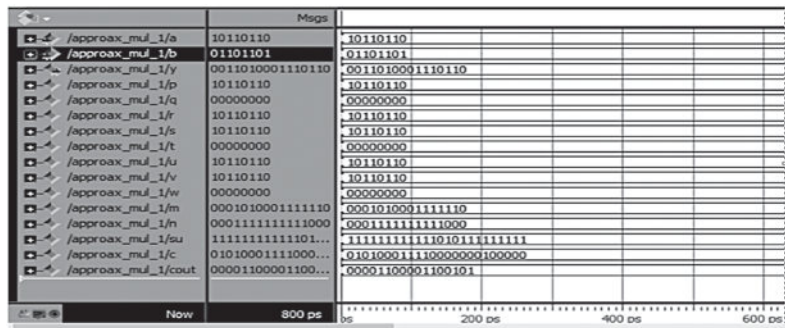 Msgs
/approax_mul_1/a 10110110 10110110
/approax_mul_1/b 01101101 01101101
/approax_mul_1/y 0011010001110110 0011010001110110
/approax_mul_1/p 10110110 10110110
/approax_mul_1/q 00000000 00000000
/approax_mul_1/r 10110110 10110110
/approax_mul_1/s 10110110 10110110
/approax_mul_1/t 00000000 00000000
/approax_mul_1/u 10110110 10110110
/approax_mul_1/v 10110110 10110110
/approax_mul_1/w 00000000 00000000
/approax_mul_1/m 0001010001111110 0001010001111110
/approax_mul_1/n 0001111111111000 0001111111111000
/approax_mul_1/su 1111111111101... 
/approax_mul_1/c 01010001111000... 
/approax_mul_1/cout 00001100001100... 00001100001100101
Now 800 ps
ps 200 ps 400 ps 600 ps